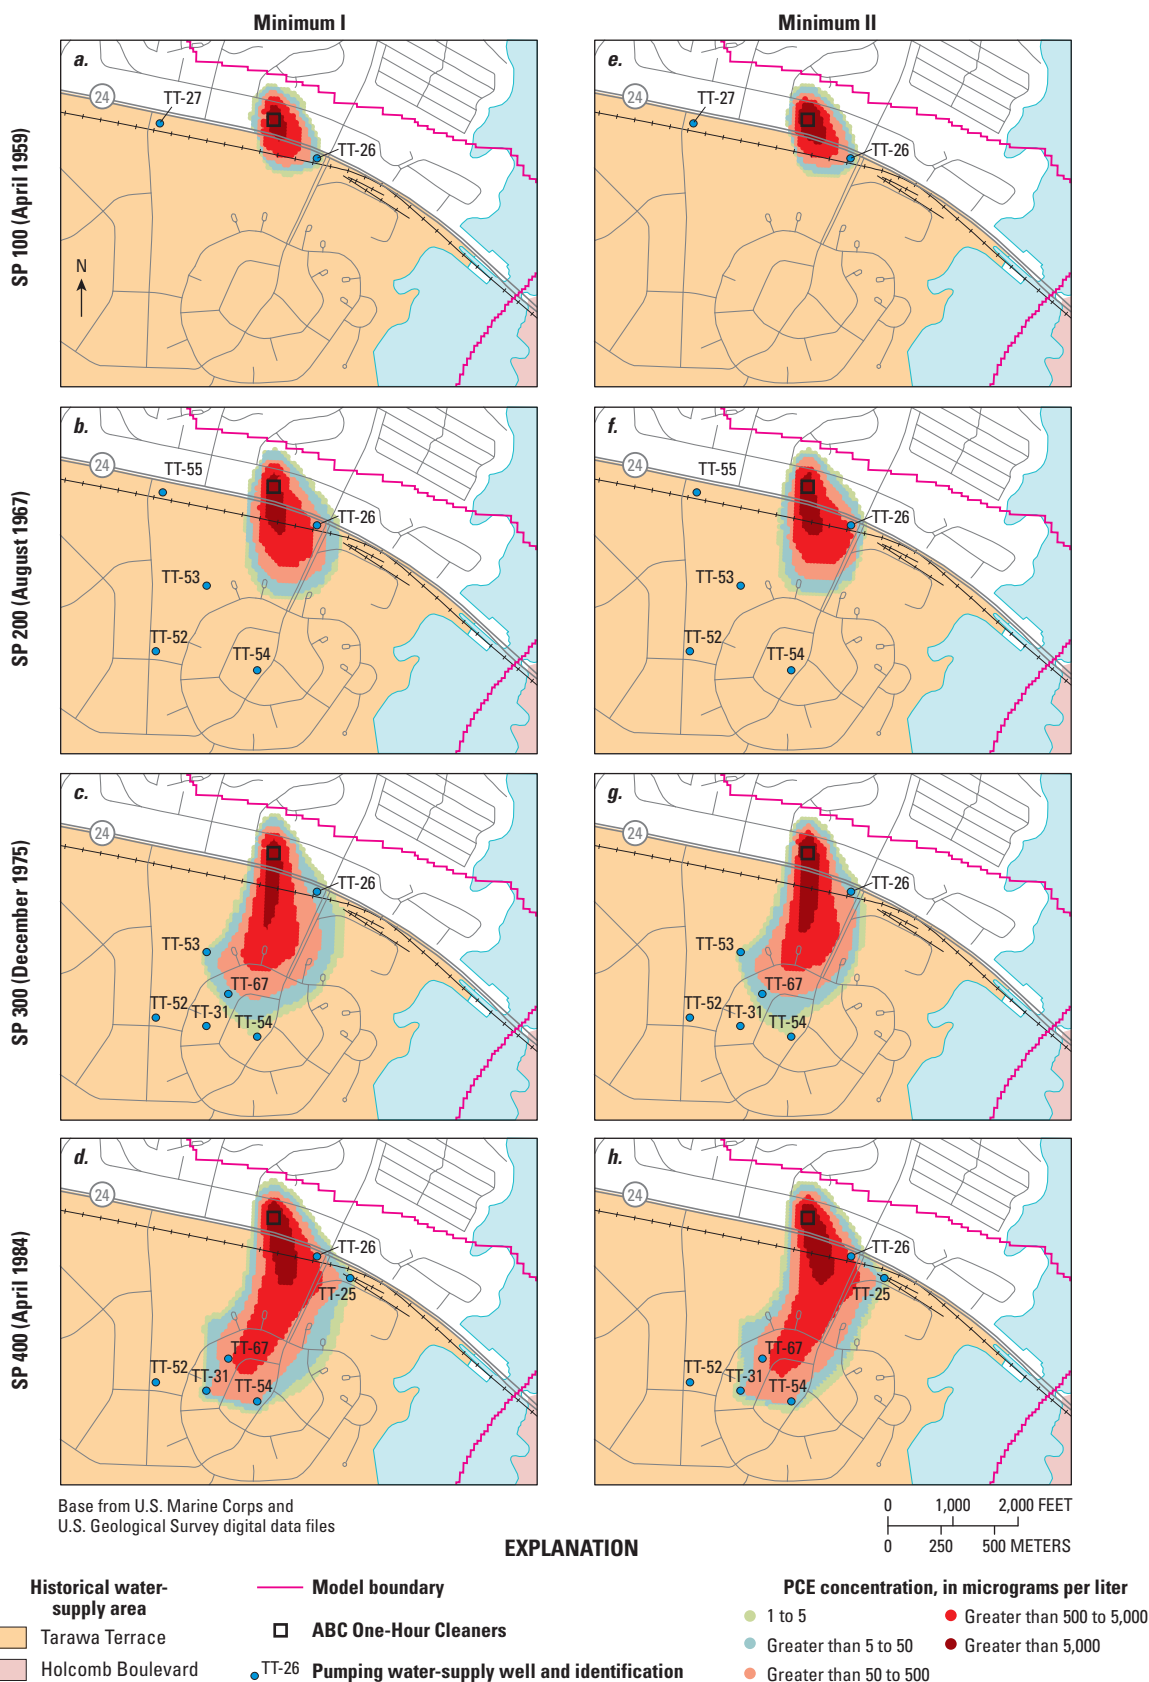 Minimum I
Minimum II
SP 100 (April 1959)
a.
24
TT-27
TT-26
N
e.
24
TT-27
TT-26
SP 200 (August 1967)
b.
24
TT-55
TT-26
TT-53
TT-52
TT-54
f.
24
TT-55
TT-26
TT-53
TT-52
TT-54
SP 300 (December 1975)
c.
24
TT-26
TT-53
TT-67
TT-52
TT-31
TT-54
g.
24
TT-26
TT-53
TT-67
TT-52
TT-31
TT-54
SP 400 (April 1984)
d.
24
TT-26
TT-25
TT-67
TT-52
TT-31
TT-54
h.
24
TT-26
TT-25
TT-67
TT-52
TT-31
TT-54
Base from U.S. Marine Corps and
U.S. Geological Survey digital data files
0 1,000 2,000 FEET
0 250 500 METERS
EXPLANATION
Historical water-
supply area
Tarawa Terrace
Holcomb Boulevard
Model boundary
ABC One-Hour Cleaners
TT-26 Pumping water-supply well and identification
PCE concentration, in micrograms per liter
1 to 5
Greater than 5 to 50
Greater than 50 to 500
Greater than 500 to 5,000
Greater than 5,000